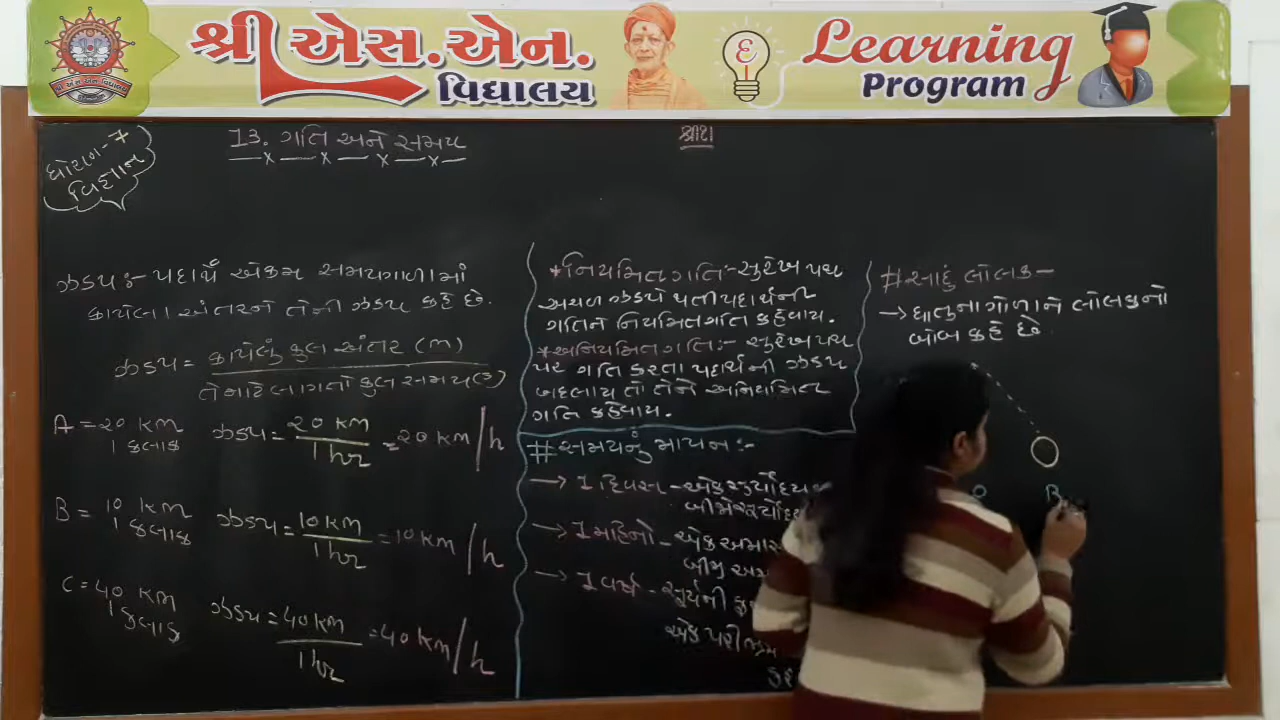 શ્રી એસ.એન.
વિદ્યાલય
Learning
Program
ધોરણ-7
વિજ્ઞાન
13. ગતિ અને સમય
ઝડપ:- પદાર્થે એકમ સમયગાળામાં
કાપેલા અંતરને તેની ઝડપ કહે છે.
ઝડપ = કાપેલું કુલ અંતર (m)
તે માટે લાગતો કુલ સમય(s)
A = 20 km
1 કલાક
ઝડપ = 20 km
1 hr
= 20 km/h
B = 10 km
1 કલાક
ઝડપ = 10 km
1 hr
= 10 km/h
C = 40 km
1 કલાક
ઝડપ = 40 km
1 hr
= 40 km/h
*નિયમિત ગતિ:- સુરેખ પથ
અચળ ઝડપે થતી પદાર્થની
ગતિને નિયમિત ગતિ કહેવાય.
*અનિયમિત ગતિ:- સુરેખ પથ
પર ગતિ કરતા પદાર્થની ઝડપ
બદલાય તો તેને અનિયમિત
ગતિ કહેવાય.
# સમયનું માપન:-
→ 1 દિવસ - એક સુર્યોદય
બીજે સુર્યોદય
→ 1 મહિનો - એક અમાસ
બીજી
→ 1 વર્ષ - સૂર્યની
એક પરીભ્રમ
# સાદું લોલક-
→ ધાતુના ગોળાને લોલકનો
બોબ કહે છે.
O
B